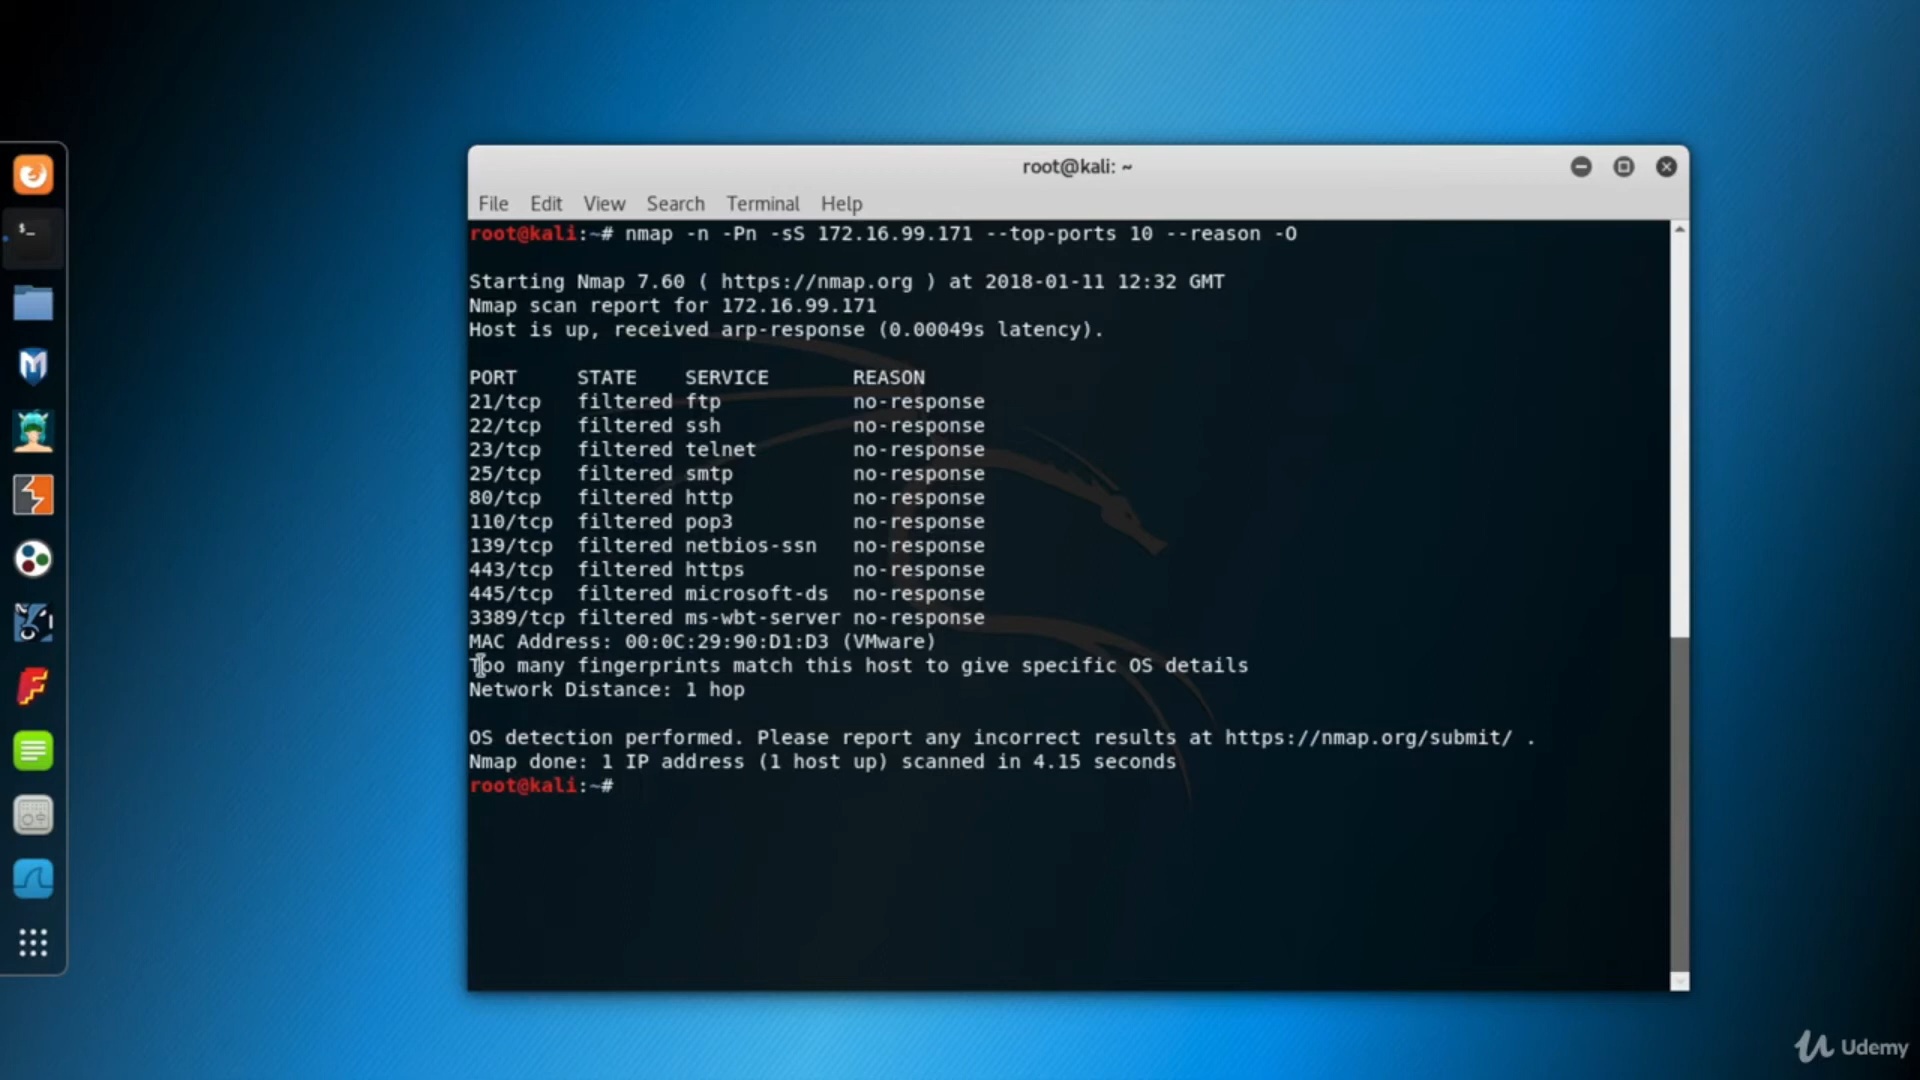 root@kali: ~
File Edit View Search Terminal Help
root@kali:~# nmap -n -Pn -sS 172.16.99.171 --top-ports 10 --reason -O
Starting Nmap 7.60 ( https://nmap.org ) at 2018-01-11 12:32 GMT
Nmap scan report for 172.16.99.171
Host is up, received arp-response (0.00049s latency).
PORT STATE SERVICE REASON
21/tcp filtered ftp no-response
22/tcp filtered ssh no-response
23/tcp filtered telnet no-response
25/tcp filtered smtp no-response
80/tcp filtered http no-response
110/tcp filtered pop3 no-response
139/tcp filtered netbios-ssn no-response
443/tcp filtered https no-response
445/tcp filtered microsoft-ds no-response
3389/tcp filtered ms-wbt-server no-response
MAC Address: 00:0C:29:90:D1:D3 (VMware)
Too many fingerprints match this host to give specific OS details
Network Distance: 1 hop
OS detection performed. Please report any incorrect results at https://nmap.org/submit/ .
Nmap done: 1 IP address (1 host up) scanned in 4.15 seconds
root@kali:~#
Udemy